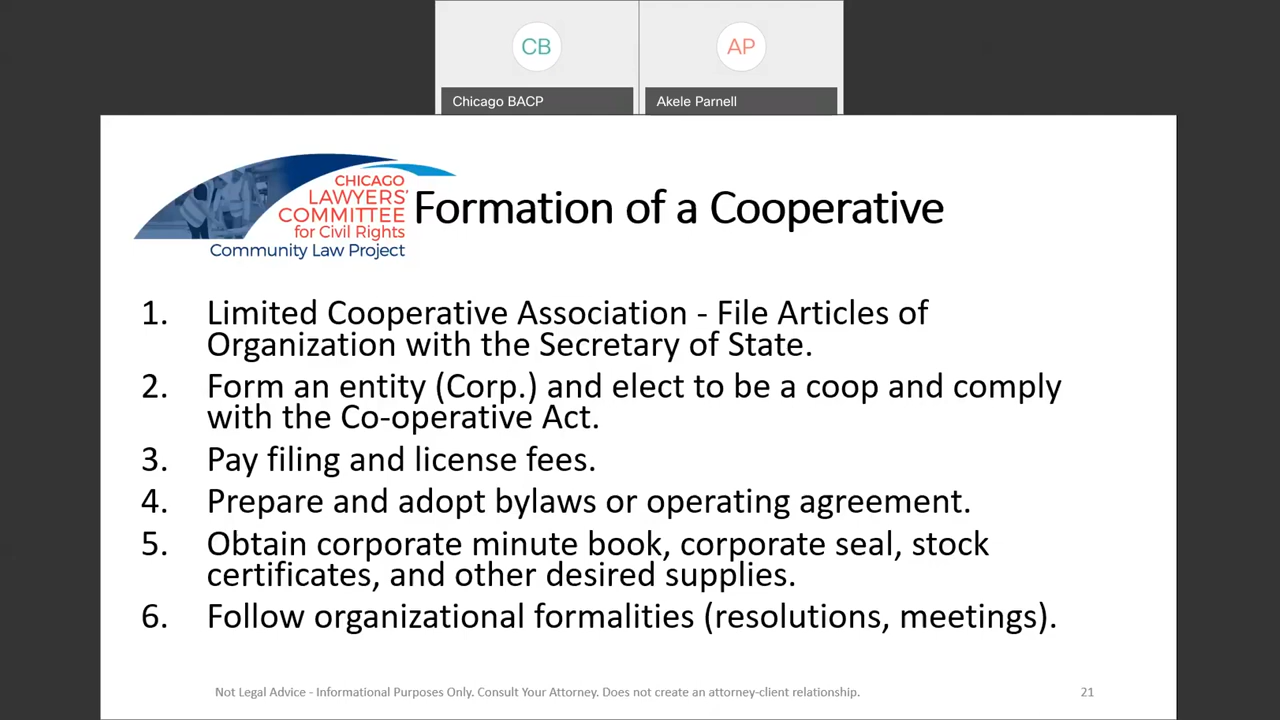 CB
AP
Chicago BACP
Akele Parnell
CHICAGO
LAWYERS'
COMMITTEE
for Civil Rights
Community Law Project
Formation of a Cooperative
1. Limited Cooperative Association - File Articles of
Organization with the Secretary of State.
2. Form an entity (Corp.) and elect to be a coop and comply
with the Co-operative Act.
3. Pay filing and license fees.
4. Prepare and adopt bylaws or operating agreement.
5. Obtain corporate minute book, corporate seal, stock
certificates, and other desired supplies.
6. Follow organizational formalities (resolutions, meetings).
Not Legal Advice - Informational Purposes Only. Consult Your Attorney. Does not create an attorney-client relationship.
21